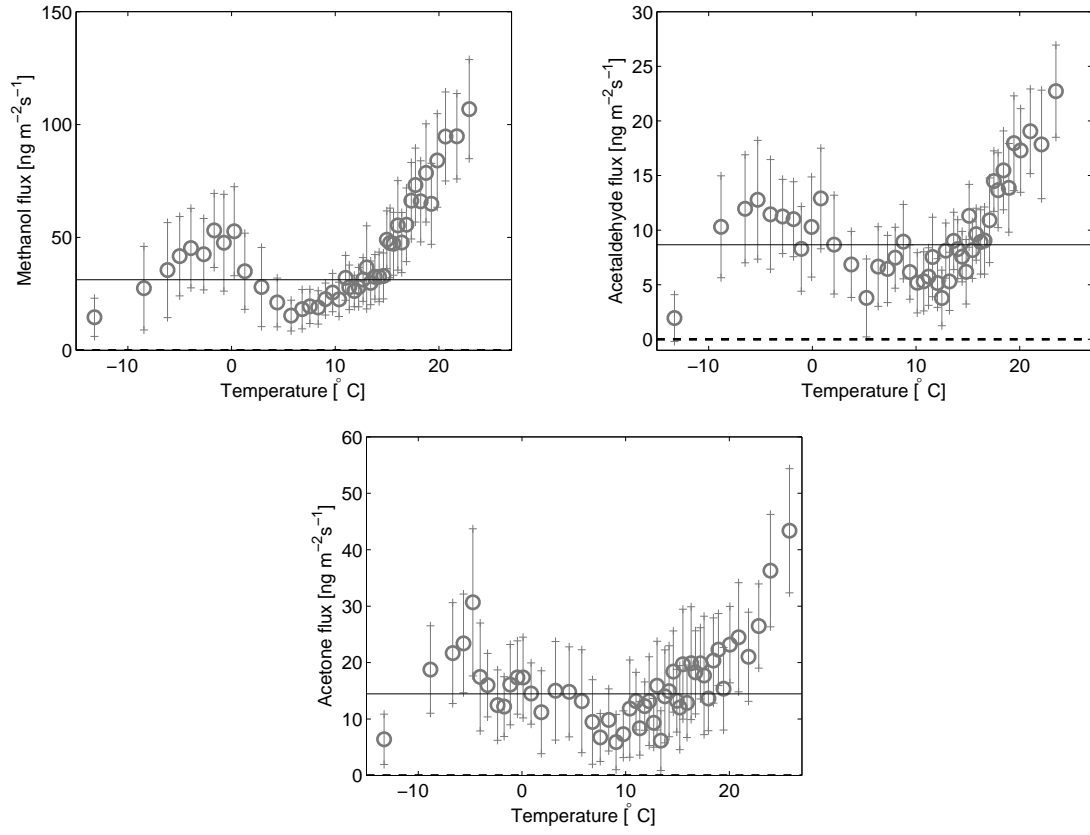 150
100
50
0
Methanol flux [ng m−2s−1]
−10 0 10 20
Temperature [° C]
30
25
20
15
10
5
0
Acetaldehyde flux [ng m−2s−1]
−10 0 10 20
Temperature [° C]
60
50
40
30
20
10
0
Acetone flux [ng m−2s−1]
−10 0 10 20
Temperature [° C]